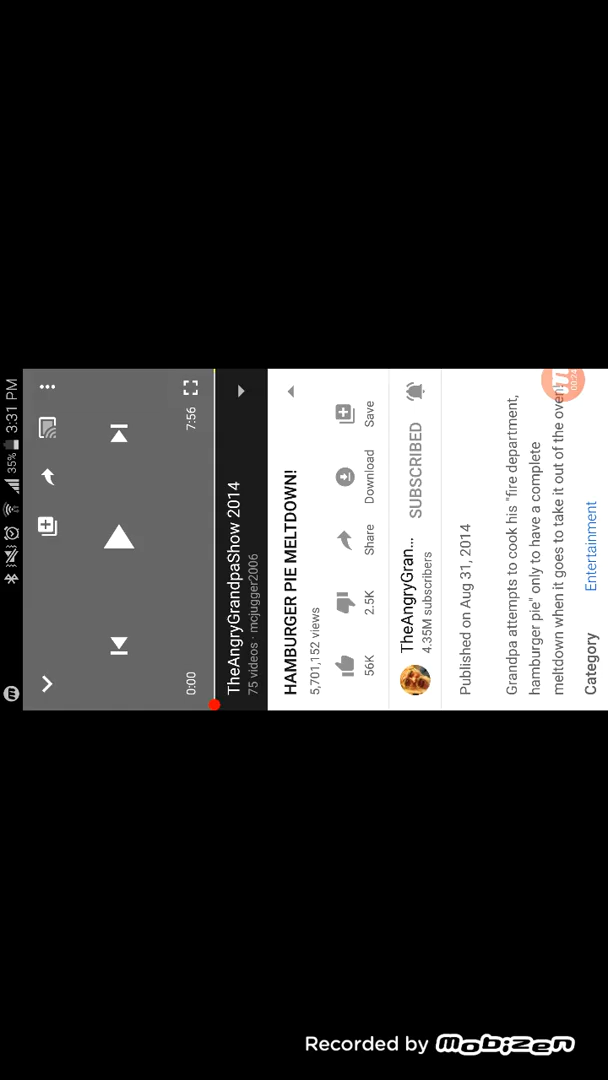 35% 3:31 PM
0:00 7:56
TheAngryGrandpaShow 2014
75 videos · mcjugger2006
HAMBURGER PIE MELTDOWN!
5,701,152 views
56K 2.5K Share Download Save
TheAngryGran... SUBSCRIBED
4.35M subscribers
Published on Aug 31, 2014
Grandpa attempts to cook his "fire department,
hamburger pie" only to have a complete
meltdown when it goes to take it out of the oven!
Category Entertainment
Recorded by mobizen